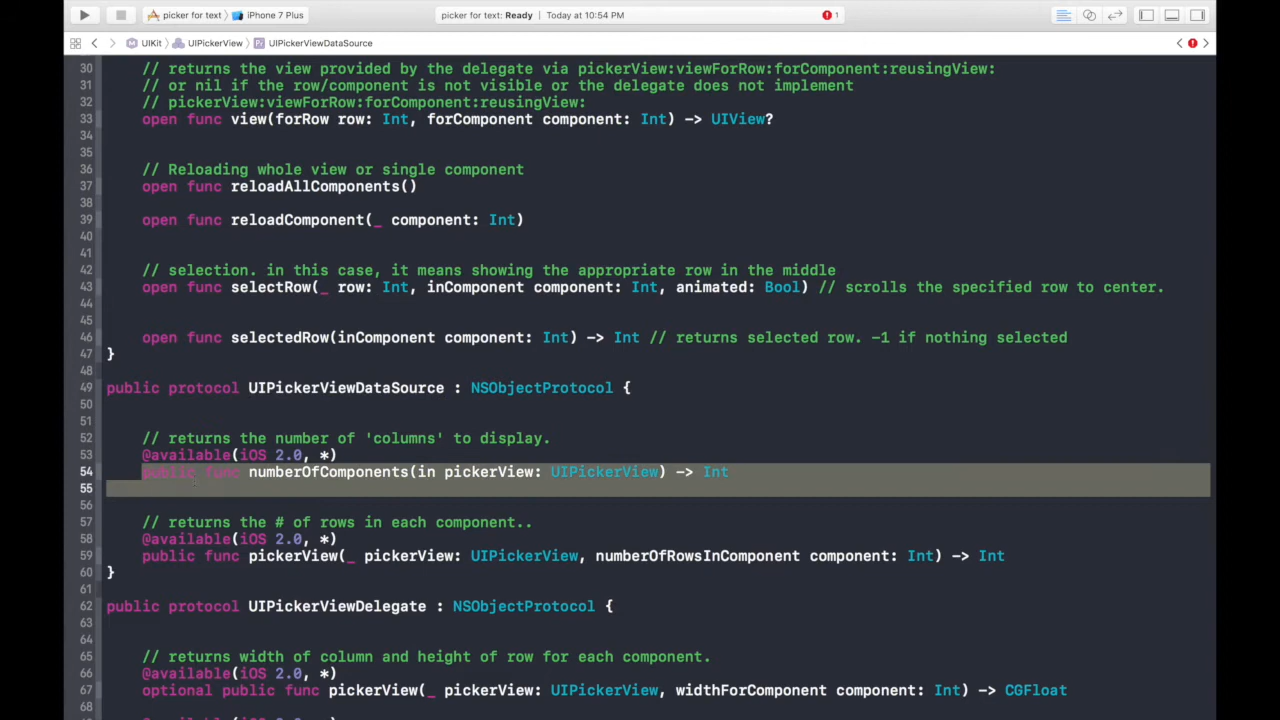 picker for text
iPhone 7 Plus
picker for text: Ready
Today at 10:54 PM
1
UIKit
UIPickerView
UIPickerViewDataSource
30 // returns the view provided by the delegate via pickerView:viewForRow:forComponent:reusingView:
31 // or nil if the row/component is not visible or the delegate does not implement
32 // pickerView:viewForRow:forComponent:reusingView:
33 open func view(forRow row: Int, forComponent component: Int) -> UIView?
34
35
36 // Reloading whole view or single component
37 open func reloadAllComponents()
38
39 open func reloadComponent(_ component: Int)
40
41
42 // selection. in this case, it means showing the appropriate row in the middle
43 open func selectRow(_ row: Int, inComponent component: Int, animated: Bool) // scrolls the specified row to center.
44
45
46 open func selectedRow(inComponent component: Int) -> Int // returns selected row. -1 if nothing selected
47 }
48
49 public protocol UIPickerViewDataSource : NSObjectProtocol {
50
51
52 // returns the number of 'columns' to display.
53 @available(iOS 2.0, *)
54 public func numberOfComponents(in pickerView: UIPickerView) -> Int
55
56
57 // returns the # of rows in each component..
58 @available(iOS 2.0, *)
59 public func pickerView(_ pickerView: UIPickerView, numberOfRowsInComponent component: Int) -> Int
60 }
61
62 public protocol UIPickerViewDelegate : NSObjectProtocol {
63
64
65 // returns width of column and height of row for each component.
66 @available(iOS 2.0, *)
67 optional public func pickerView(_ pickerView: UIPickerView, widthForComponent component: Int) -> CGFloat
68